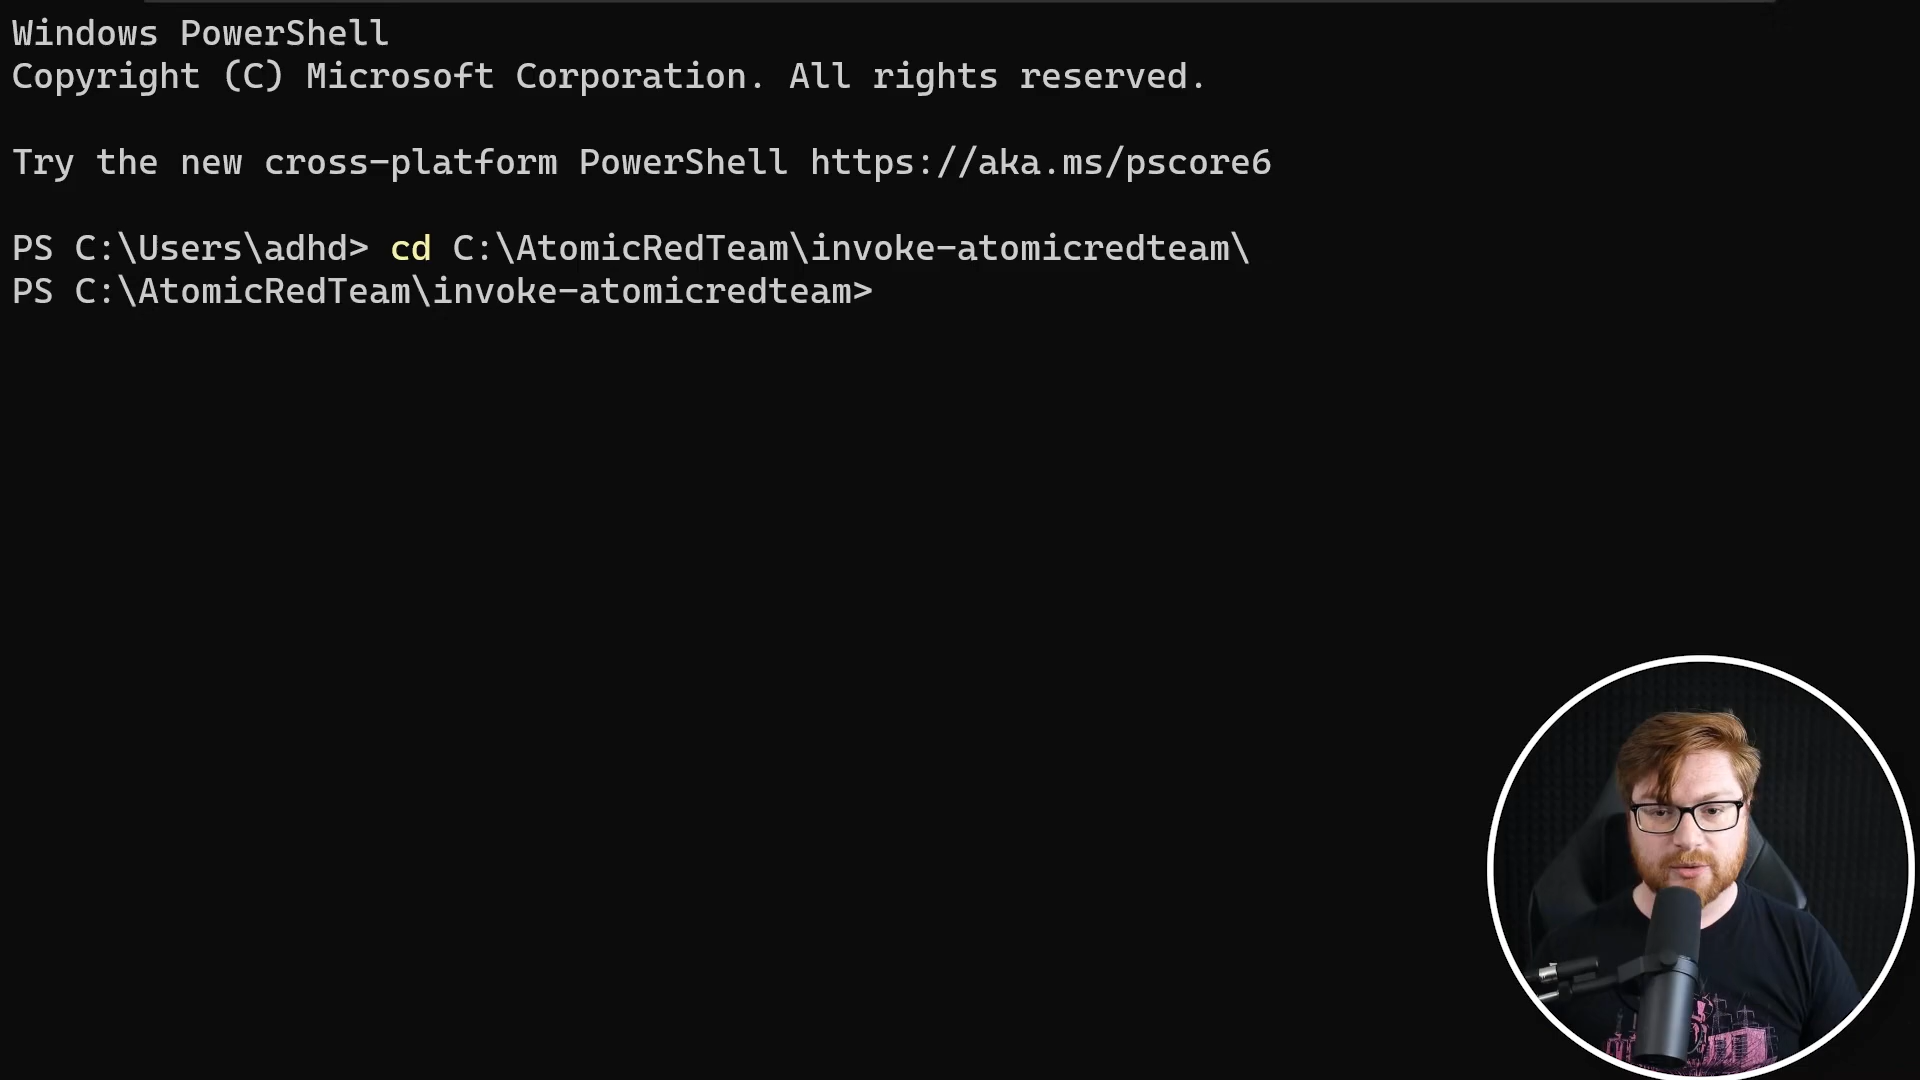 Windows PowerShell
Copyright (C) Microsoft Corporation. All rights reserved.
Try the new cross-platform PowerShell https://aka.ms/pscore6
PS C:\Users\adhd> cd C:\AtomicRedTeam\invoke-atomicredteam\
PS C:\AtomicRedTeam\invoke-atomicredteam>